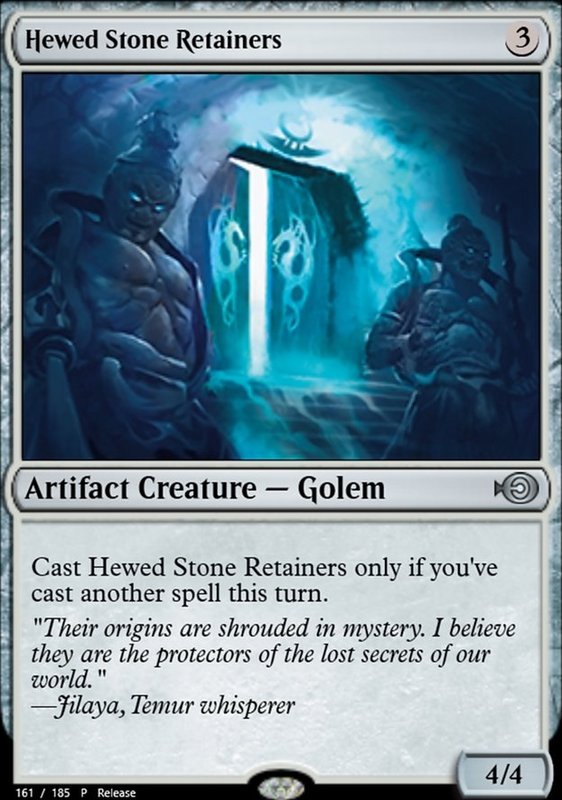 Hewed Stone Retainers
3
Artifact Creature — Golem
Cast Hewed Stone Retainers only if you've
cast another spell this turn.
"Their origins are shrouded in mystery. I believe
they are the protectors of the lost secrets of our
world."
—Jilaya, Temur whisperer
4/4
161 / 185 P Release